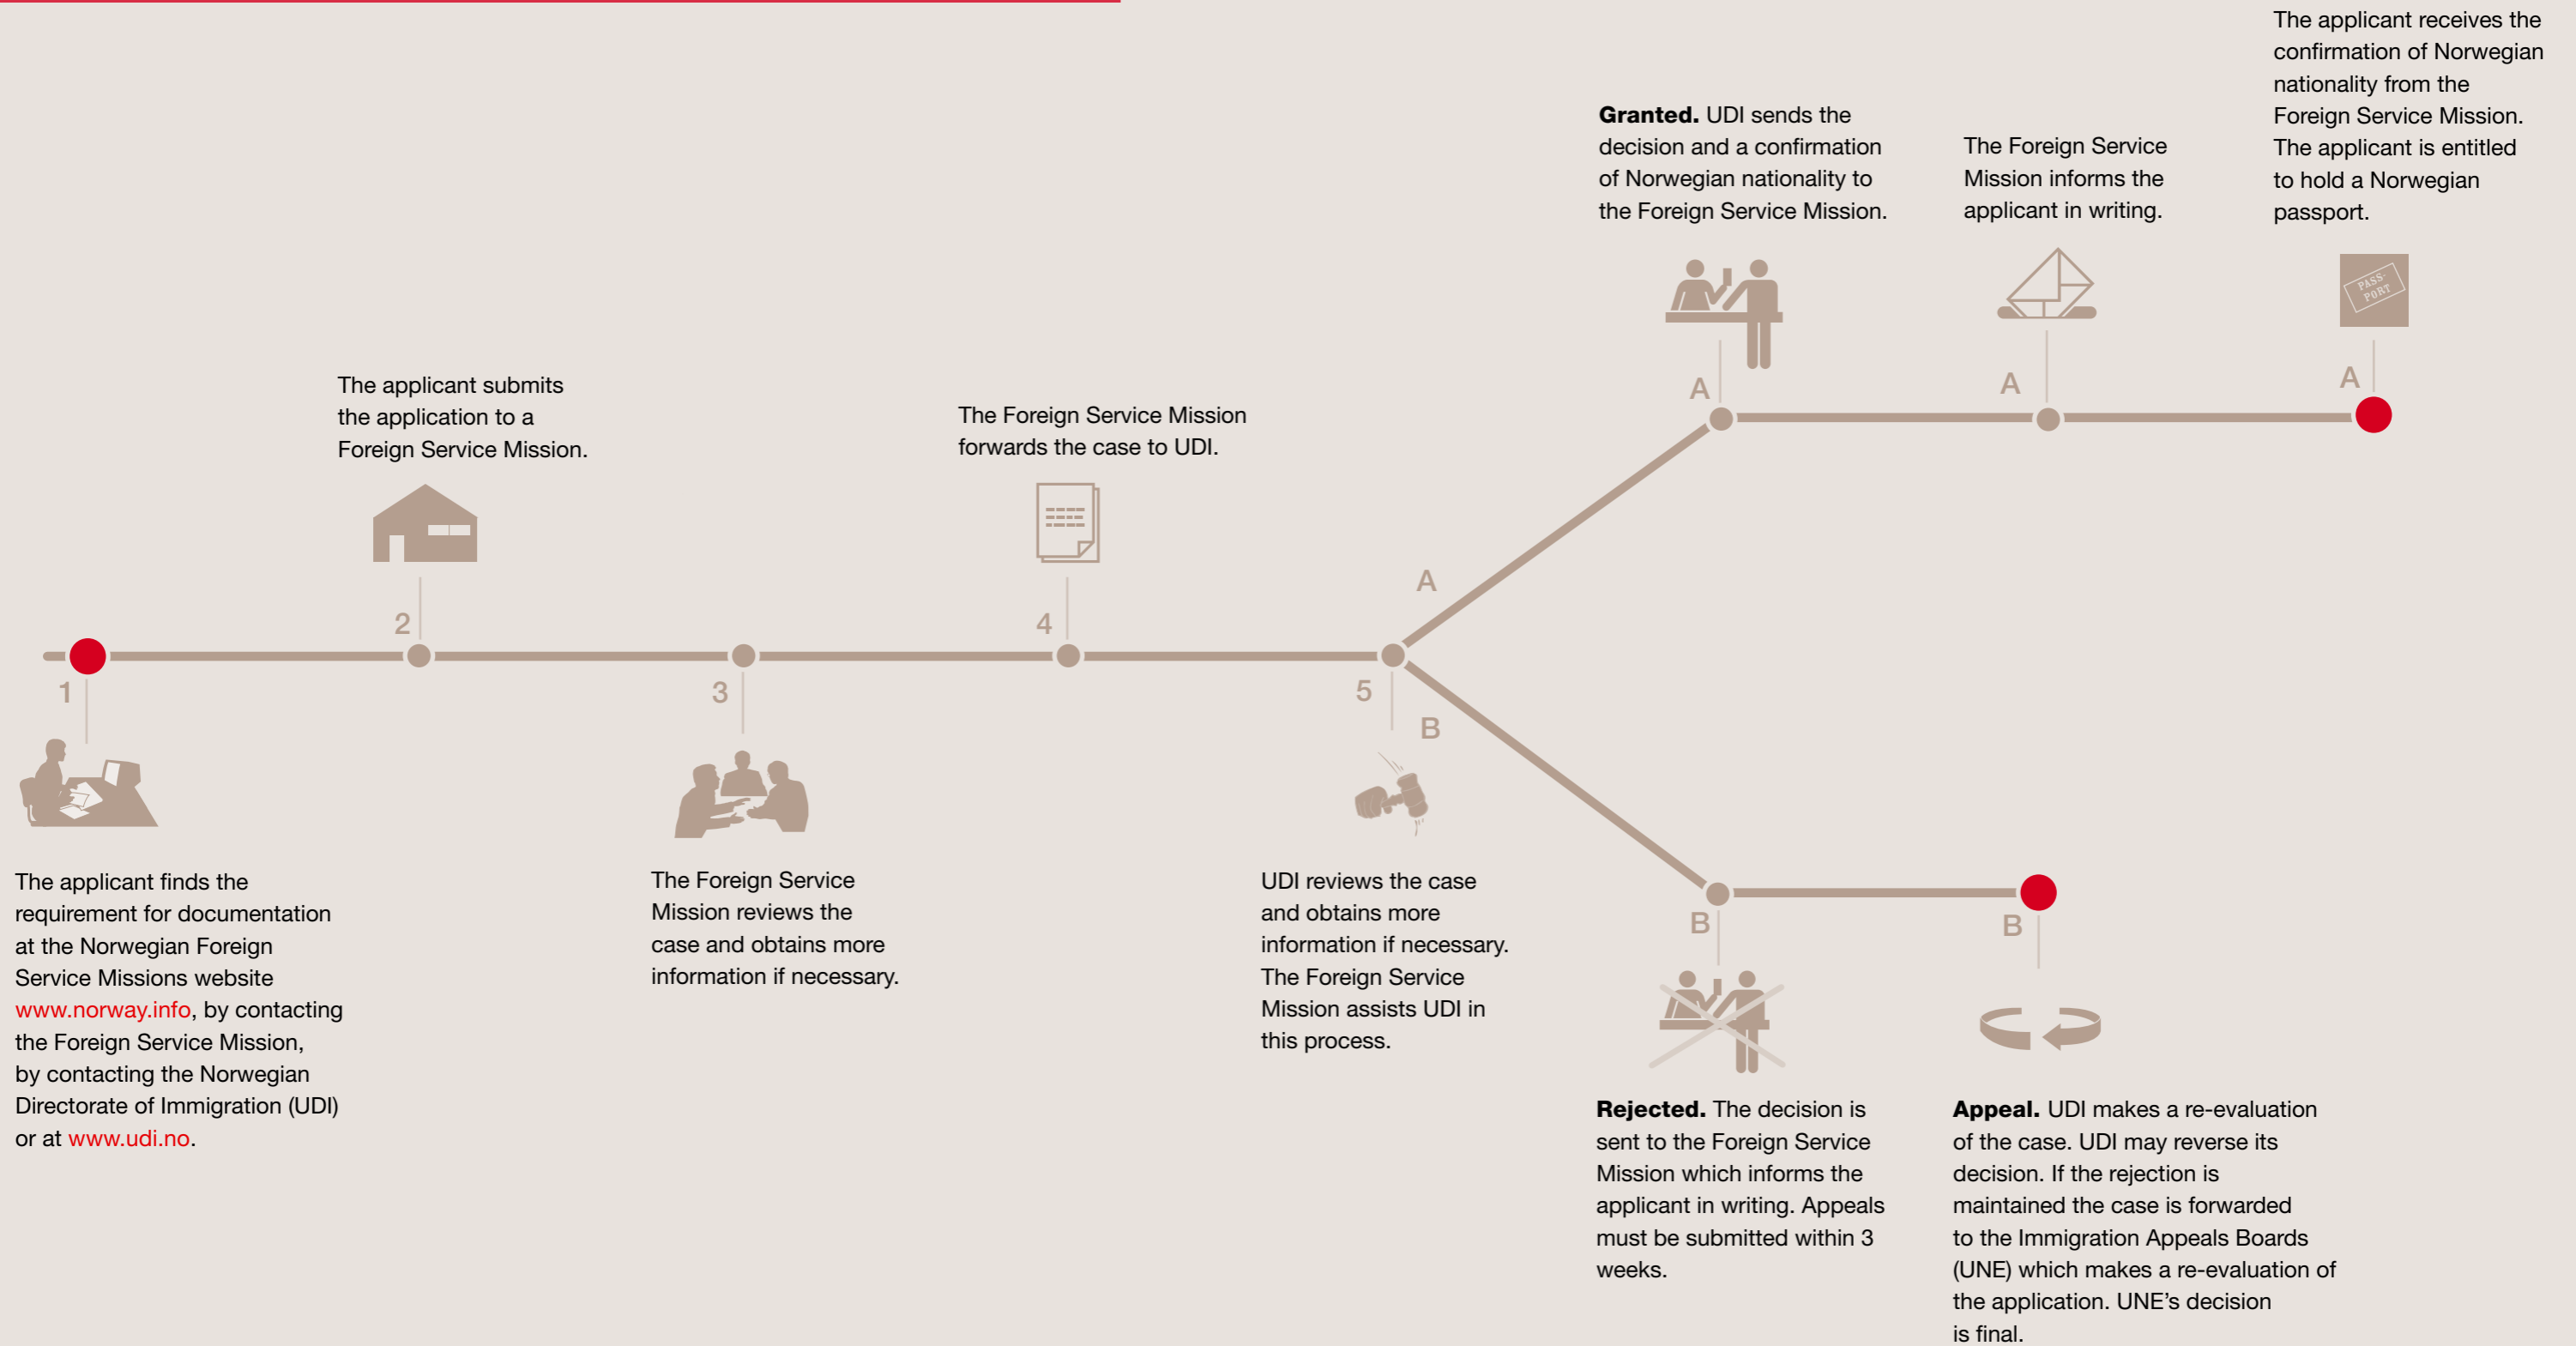 1
The applicant finds the
requirement for documentation
at the Norwegian Foreign
Service Missions website
www.norway.info, by contacting
the Foreign Service Mission,
by contacting the Norwegian
Directorate of Immigration (UDI)
or at www.udi.no.
The applicant submits
the application to a
Foreign Service Mission.
2
3
The Foreign Service
Mission reviews the
case and obtains more
information if necessary.
The Foreign Service Mission
forwards the case to UDI.
4
5
UDI reviews the case
and obtains more
information if necessary.
The Foreign Service
Mission assists UDI in
this process.
A
Granted. UDI sends the
decision and a confirmation
of Norwegian nationality to
the Foreign Service Mission.
A
The Foreign Service
Mission informs the
applicant in writing.
A
The applicant receives the
confirmation of Norwegian
nationality from the
Foreign Service Mission.
The applicant is entitled
to hold a Norwegian
passport.
PASS-
PORT
A
B
B
Rejected. The decision is
sent to the Foreign Service
Mission which informs the
applicant in writing. Appeals
must be submitted within 3
weeks.
B
Appeal. UDI makes a re-evaluation
of the case. UDI may reverse its
decision. If the rejection is
maintained the case is forwarded
to the Immigration Appeals Boards
(UNE) which makes a re-evaluation of
the application. UNE's decision
is final.